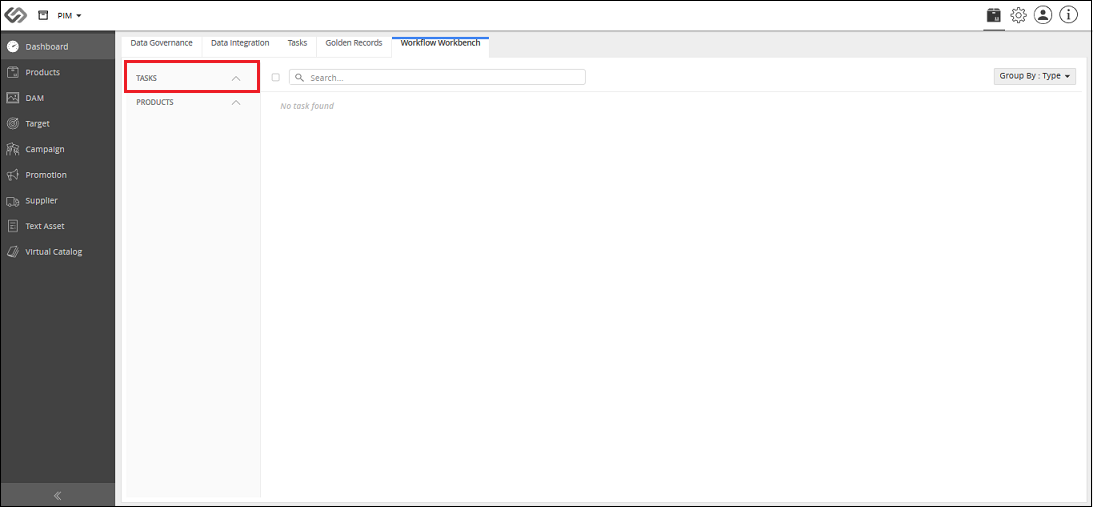 PIM
Dashboard
Products
DAM
Target
Campaign
Promotion
Supplier
Text Asset
Virtual Catalog
Data Governance
Data Integration
Tasks
Golden Records
Workflow Workbench
TASKS
PRODUCTS
Search...
Group By : Type
No task found